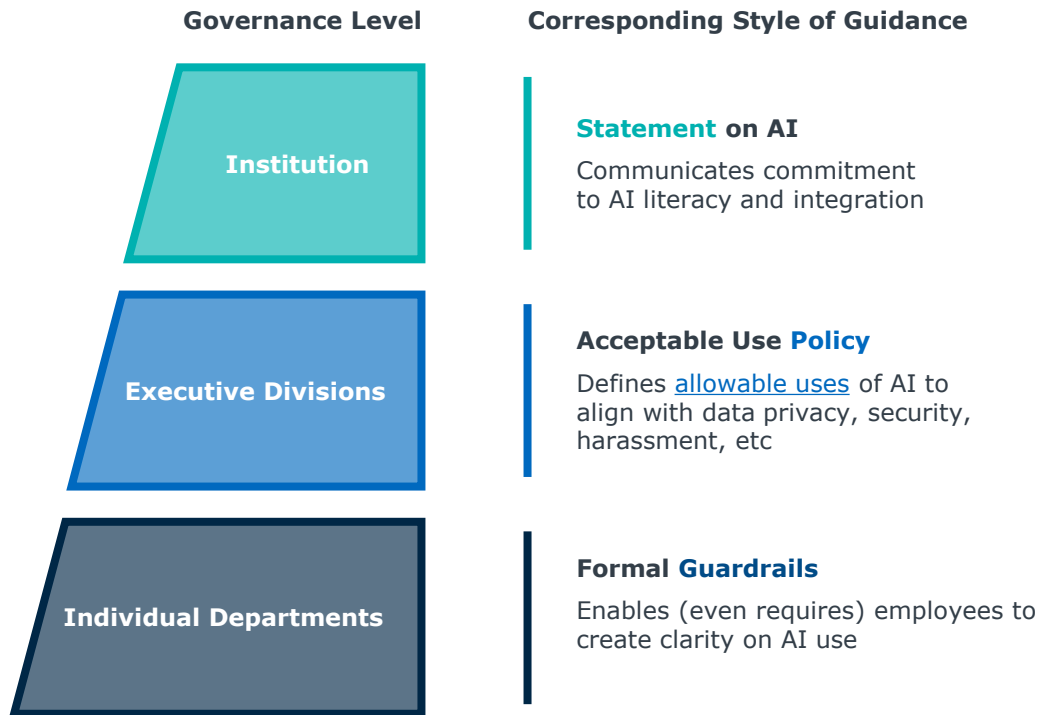 Governance Level
Corresponding Style of Guidance
Institution
Statement on AI
Communicates commitment
to AI literacy and integration
Executive Divisions
Acceptable Use Policy
Defines allowable uses of AI to
align with data privacy, security,
harassment, etc
Individual Departments
Formal Guardrails
Enables (even requires) employees to
create clarity on AI use